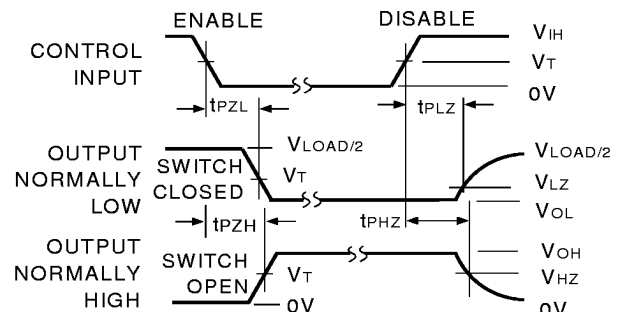 ENABLE
DISABLE
CONTROL
INPUT
VIH
VT
0V
tPZL
tPLZ
OUTPUT
NORMALLY
LOW
SWITCH
CLOSED
VLOAD/2
VT
VLOAD/2
VLZ
VOL
tPZH
tPHZ
OUTPUT
NORMALLY
HIGH
SWITCH
OPEN
VT
0V
VOH
VHZ
0V